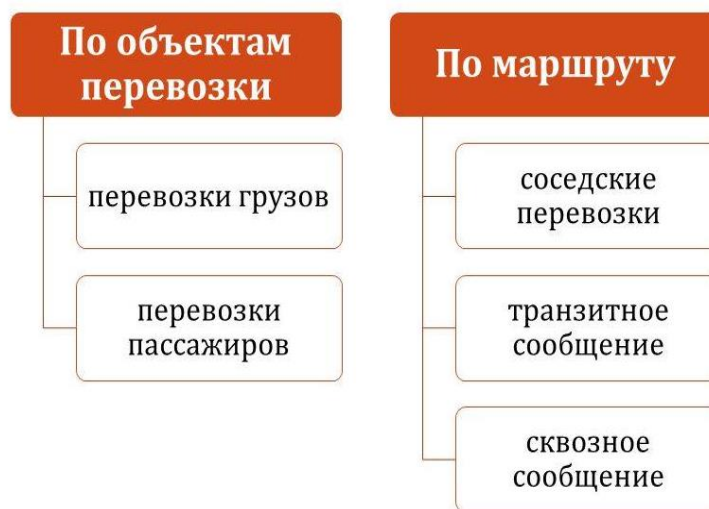 По объектам
перевозки
перевозки грузов
перевозки
пассажиров
По маршруту
соседские
перевозки
транзитное
сообщение
сквозное
сообщение